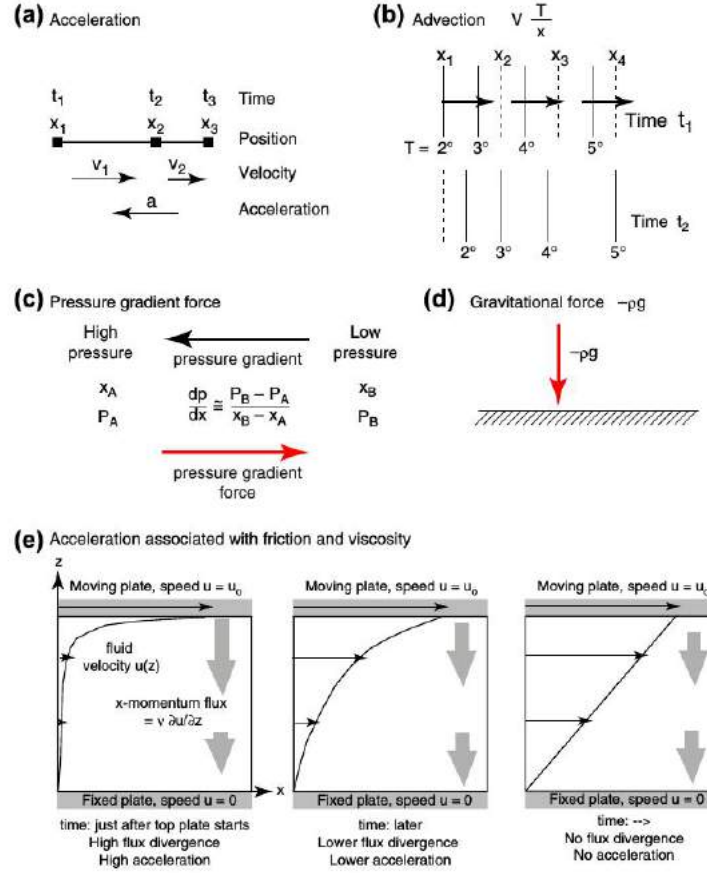 (a) Acceleration
t1 t2 t3 Time
x1 x2 x3 Position
v1 v2 Velocity
a Acceleration
(b) Advection V T/x
x1 x2 x3 x4
Time t1
T = 2° 3° 4° 5°
Time t2
2° 3° 4° 5°
(c) Pressure gradient force
High pressure
pressure gradient
Low pressure
xA
PA
dp/dx ≅ PB − PA/xB − xA
xB
PB
pressure gradient
force
(d) Gravitational force −ρg
−ρg
(e) Acceleration associated with friction and viscosity
z
Moving plate, speed u = uo
fluid
velocity u(z)
x-momentum flux
= ν ∂u/∂z
Fixed plate, speed u = 0
x
time: just after top plate starts
High flux divergence
High acceleration
Moving plate, speed u = uo
Fixed plate, speed u = 0
time: later
Lower flux divergence
Lower acceleration
Moving plate, speed u = uo
Fixed plate, speed u = 0
time: -->
No flux divergence
No acceleration